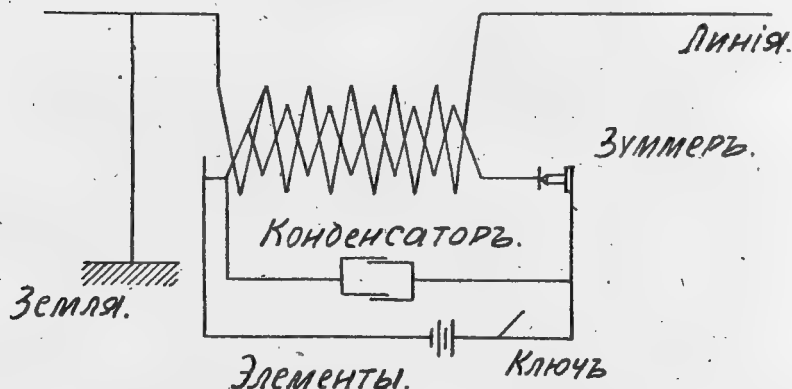 Линія.
Зуммеръ.
Конденсаторъ.
Земля.
Ключъ
Элементы.